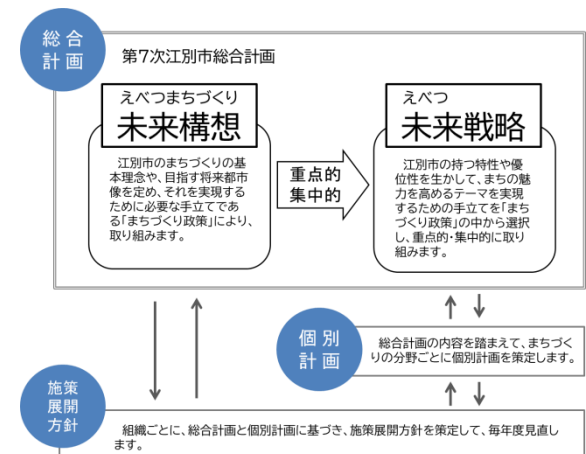 総合
計画
第7次江別市総合計画
えべつまちづくり
未来構想
江別市のまちづくりの基
本理念や、目指す将来都市
像を定め、それを実現する
ために必要な手立てであ
る「まちづくり政策」により、
取り組みます。
重点的
集中的
えべつ
未来戦略
江別市の持つ特性や優
位性を生かして、まちの魅
力を高めるテーマを実現
するための手立てを「まち
づくり政策」の中から選択
し、重点的・集中的に取り
組みます。
個別
計画
総合計画の内容を踏まえて、まちづく
りの分野ごとに個別計画を策定します。
施策
展開
方針
組織ごとに、総合計画と個別計画に基づき、施策展開方針を策定して、毎年度見直し
ます。